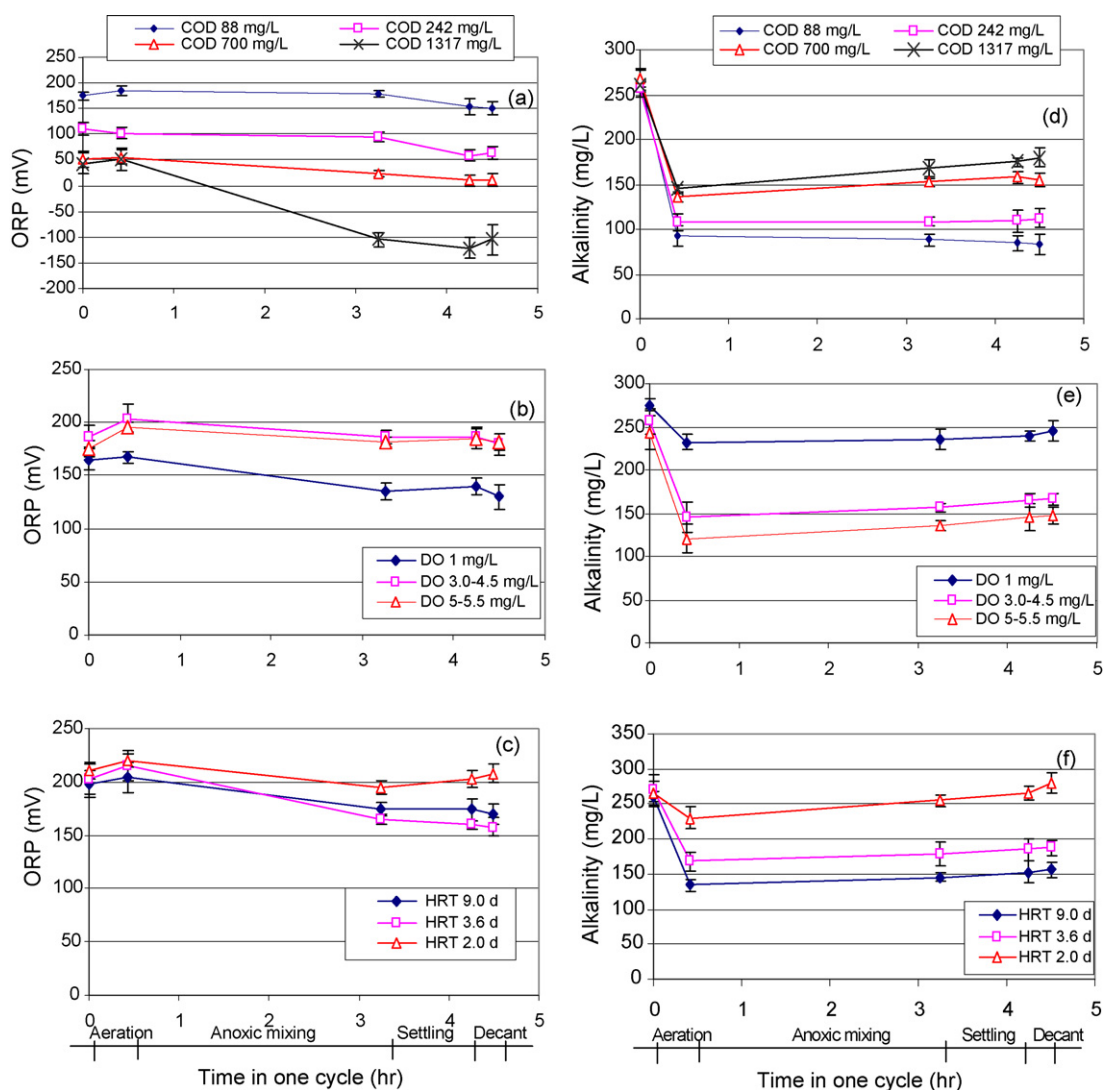 COD 88 mg/L COD 242 mg/L
COD 700 mg/L COD 1317 mg/L
(a)
ORP (mV)
250
200
150
100
50
0
-50
-100
-150
-200
0 1 2 3 4 5
COD 88 mg/L COD 242 mg/L
COD 700 mg/L COD 1317 mg/L
(d)
Alkalinity (mg/L)
300
250
200
150
100
50
0
0 1 2 3 4 5
(b)
ORP (mV)
250
200
150
100
50
0
DO 1 mg/L
DO 3.0-4.5 mg/L
DO 5-5.5 mg/L
0 1 2 3 4 5
(e)
Alkalinity (mg/L)
300
250
200
150
100
50
0
DO 1 mg/L
DO 3.0-4.5 mg/L
DO 5-5.5 mg/L
0 1 2 3 4 5
(c)
ORP (mV)
250
200
150
100
50
0
HRT 9.0 d
HRT 3.6 d
HRT 2.0 d
0 1 2 3 4 5
Aeration Anoxic mixing Settling Decant
Time in one cycle (hr)
(f)
Alkalinity (mg/L)
350
300
250
200
150
100
50
0
HRT 9.0 d
HRT 3.6 d
HRT 2.0 d
0 1 2 3 4 5
Aeration Anoxic mixing Settling Decant
Time in one cycle (hr)